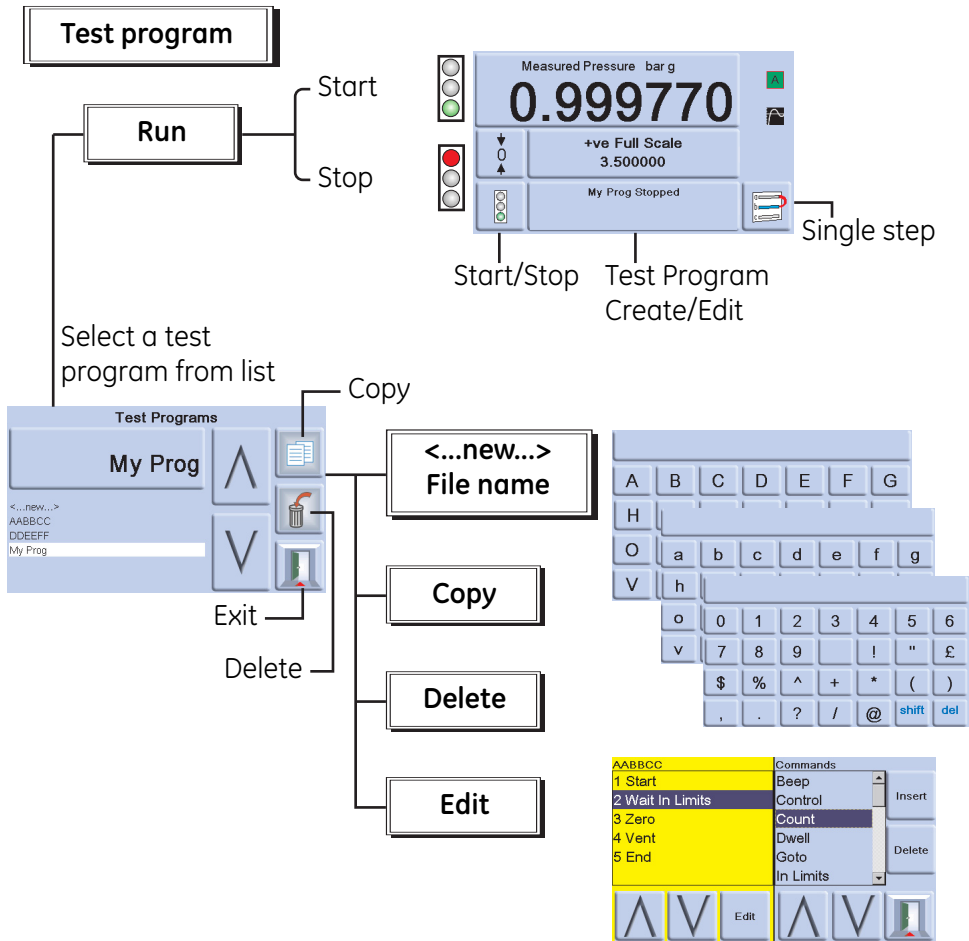 Test program
Run
Start
Stop
Measured Pressure bar g
0.999770
A
0
+ve Full Scale
3.500000
My Prog Stopped
Single step
Start/Stop
Test Program
Create/Edit
Select a test
program from list
Copy
Test Programs
My Prog
<...new...>
AABBCC
DDEEFF
My Prog
Exit
Delete
<...new...>
File name
Copy
Delete
Edit
A B C D E F G
H
O
V
a b c d e f g
h
o
v
0 1 2 3 4 5 6
7 8 9 ! " £
$ % ^ + * ( )
, . ? / @ shift del
AABBCC
1 Start
2 Wait In Limits
3 Zero
4 Vent
5 End
Edit
Commands
Beep
Control
Count
Dwell
Goto
In Limits
Insert
Delete